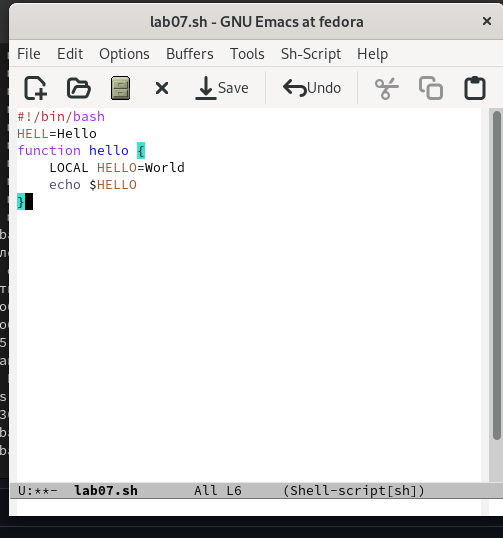 lab07.sh - GNU Emacs at fedora
File Edit Options Buffers Tools Sh-Script Help
Save Undo
#!/bin/bash
HELL=Hello
function hello {
    LOCAL HELLO=World
    echo $HELLO
}
U:**- lab07.sh All L6 (Shell-script[sh])